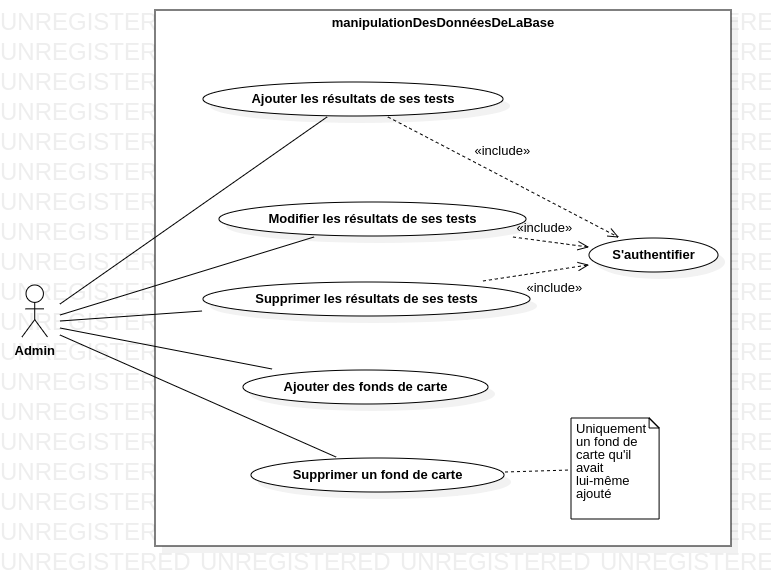 manipulationDesDonnéesDeLaBase
Ajouter les résultats de ses tests
«include»
Modifier les résultats de ses tests
«include»
S'authentifier
Supprimer les résultats de ses tests
«include»
Admin
Ajouter des fonds de carte
Supprimer un fond de carte
Uniquement
un fond de
carte qu'il
avait
lui-même
ajouté
UNREGISTERED UNREGISTERED UNREGISTERED UNREGISTERED